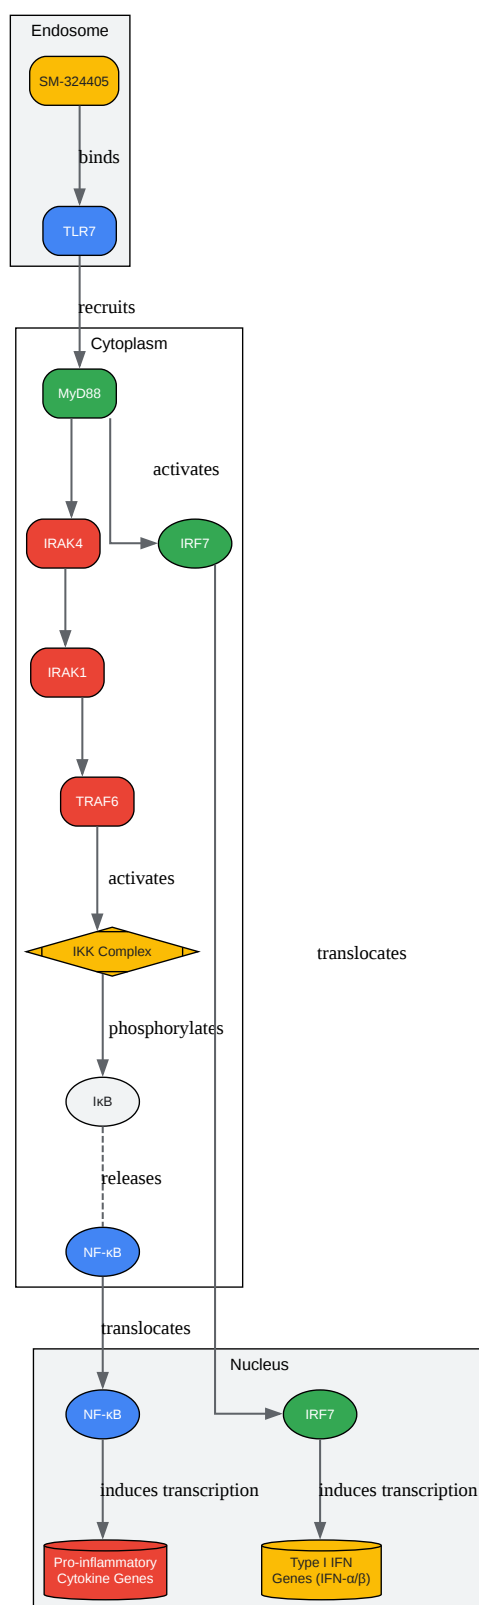 Endosome
SM-324405
binds
TLR7
recruits
Cytoplasm
MyD88
activates
IRAK4
IRF7
IRAK1
TRAF6
activates
IKK Complex
translocates
phosphorylates
IκB
releases
NF-κB
translocates
Nucleus
NF-κB
IRF7
induces transcription
induces transcription
Pro-inflammatory
Cytokine Genes
Type I IFN
Genes (IFN-α/β)